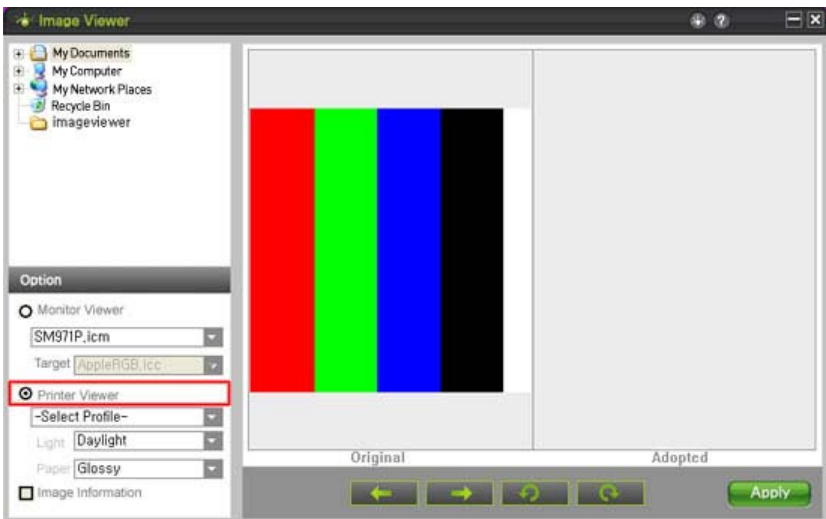 Image Viewer
My Documents
My Computer
My Network Places
Recycle Bin
imageviewer
Option
Monitor Viewer
SM971P.icm
Target AppleRGB.icc
Printer Viewer
-Select Profile-
Light Daylight
Paper Glossy
Image Information
Original Adopted
Apply